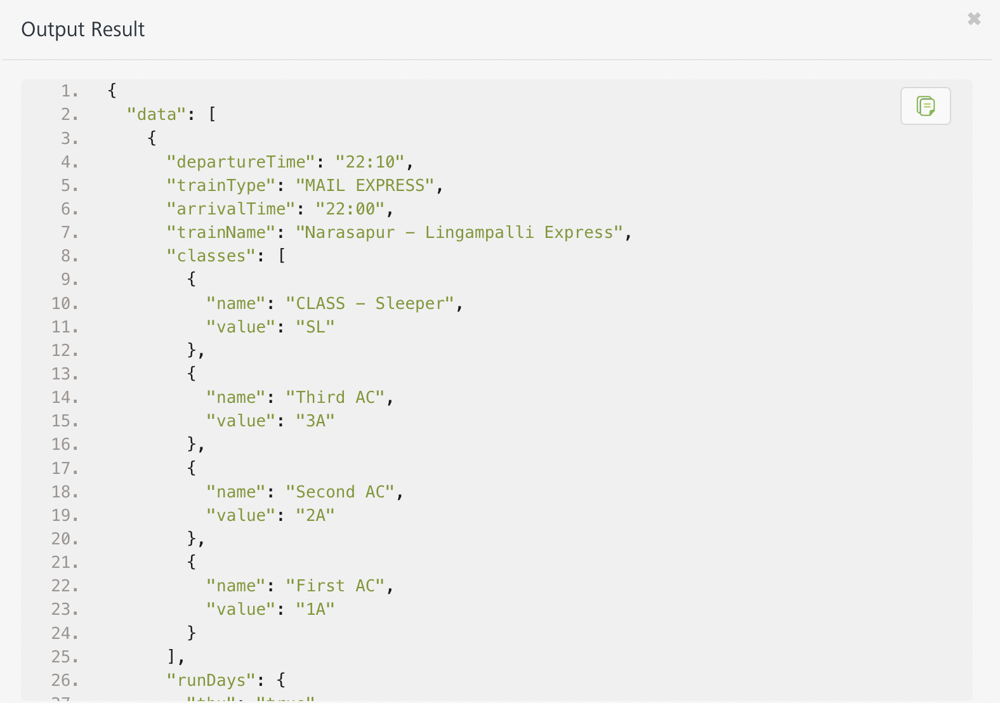 Output Result
1. {
2. "data": [
3. {
4. "departureTime": "22:10",
5. "trainType": "MAIL EXPRESS",
6. "arrivalTime": "22:00",
7. "trainName": "Narasapur – Lingampalli Express",
8. "classes": [
9. {
10. "name": "CLASS – Sleeper",
11. "value": "SL"
12. },
13. {
14. "name": "Third AC",
15. "value": "3A"
16. },
17. {
18. "name": "Second AC",
19. "value": "2A"
20. },
21. {
22. "name": "First AC",
23. "value": "1A"
24. }
25. ],
26. "runDays": {